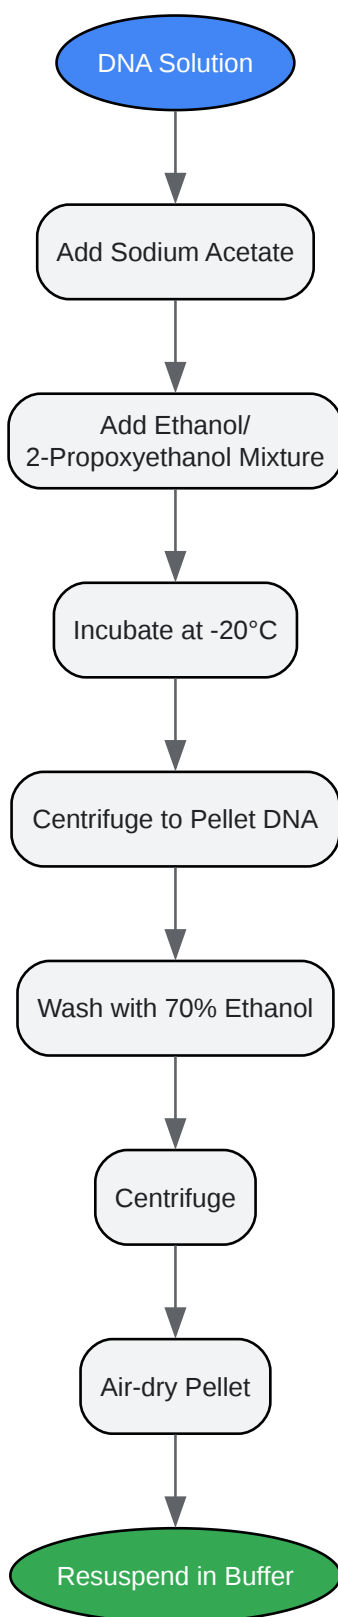 DNA Solution
Add Sodium Acetate
Add Ethanol/
2-Propoxyethanol Mixture
Incubate at -20°C
Centrifuge to Pellet DNA
Wash with 70% Ethanol
Centrifuge
Air-dry Pellet
Resuspend in Buffer